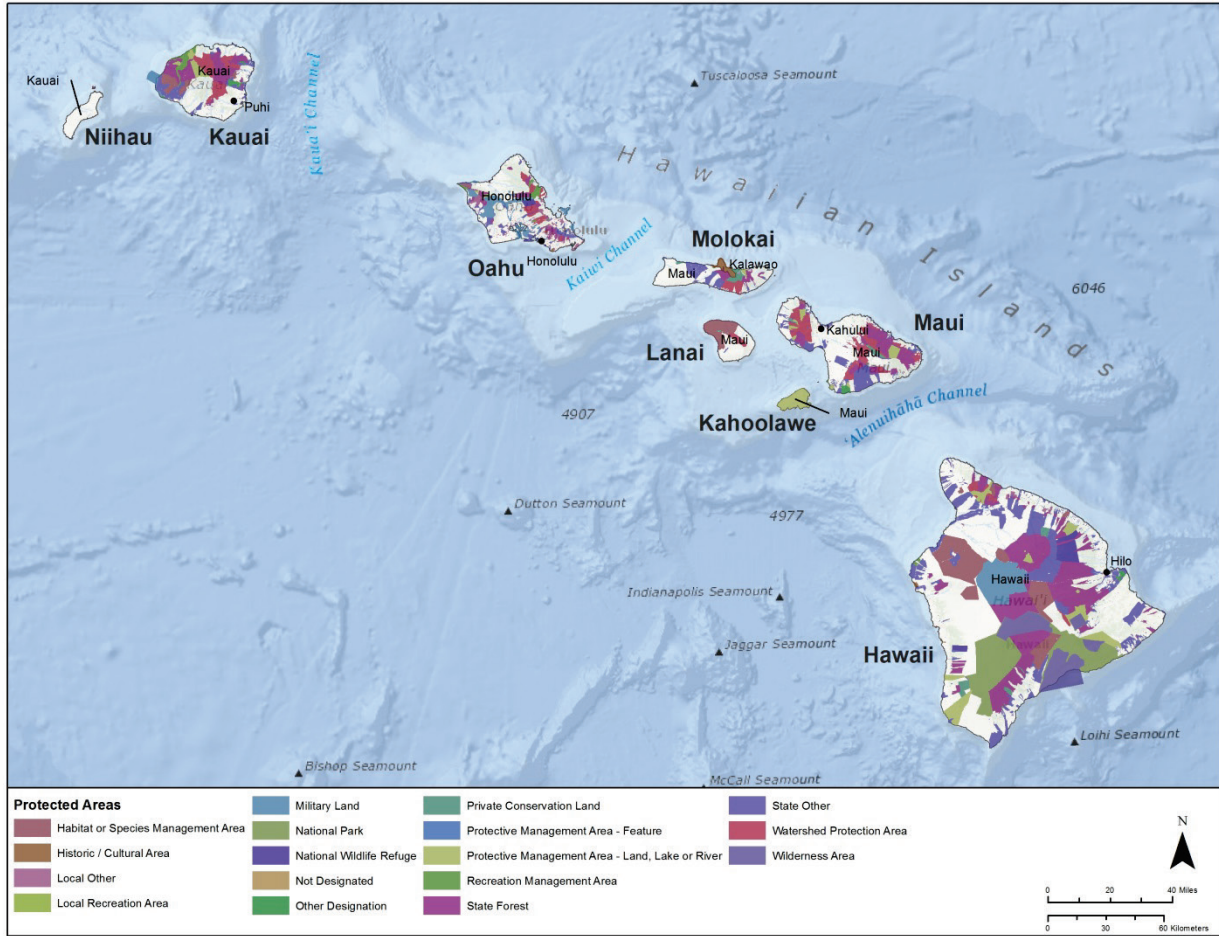 Tuscaloosa Seamount
Kauai
Kauai
Kauai
Puhi
Niihau
Kauai
Kaua'i Channel
Hawaiian Islands
Honolulu
Honolulu
Oahu
Kaiwi Channel
Molokai
Maui
Kalawao
6046
Maui
Kahului
Maui
Maui
Lanai
Maui
Kahoolawe
Maui
'Alenuihāhā Channel
4907
Dutton Seamount
4977
Hilo
Hawaii
Hawai'i
Hawaii
Hawaii
Indianapolis Seamount
Jaggar Seamount
Loihi Seamount
Bishop Seamount
McCall Seamount
Protected Areas
Habitat or Species Management Area
Historic / Cultural Area
Local Other
Local Recreation Area
Military Land
National Park
National Wildlife Refuge
Not Designated
Other Designation
Private Conservation Land
Protective Management Area - Feature
Protective Management Area - Land, Lake or River
Recreation Management Area
State Forest
State Other
Watershed Protection Area
Wilderness Area
N
0 20 40 Miles
0 30 60 Kilometers